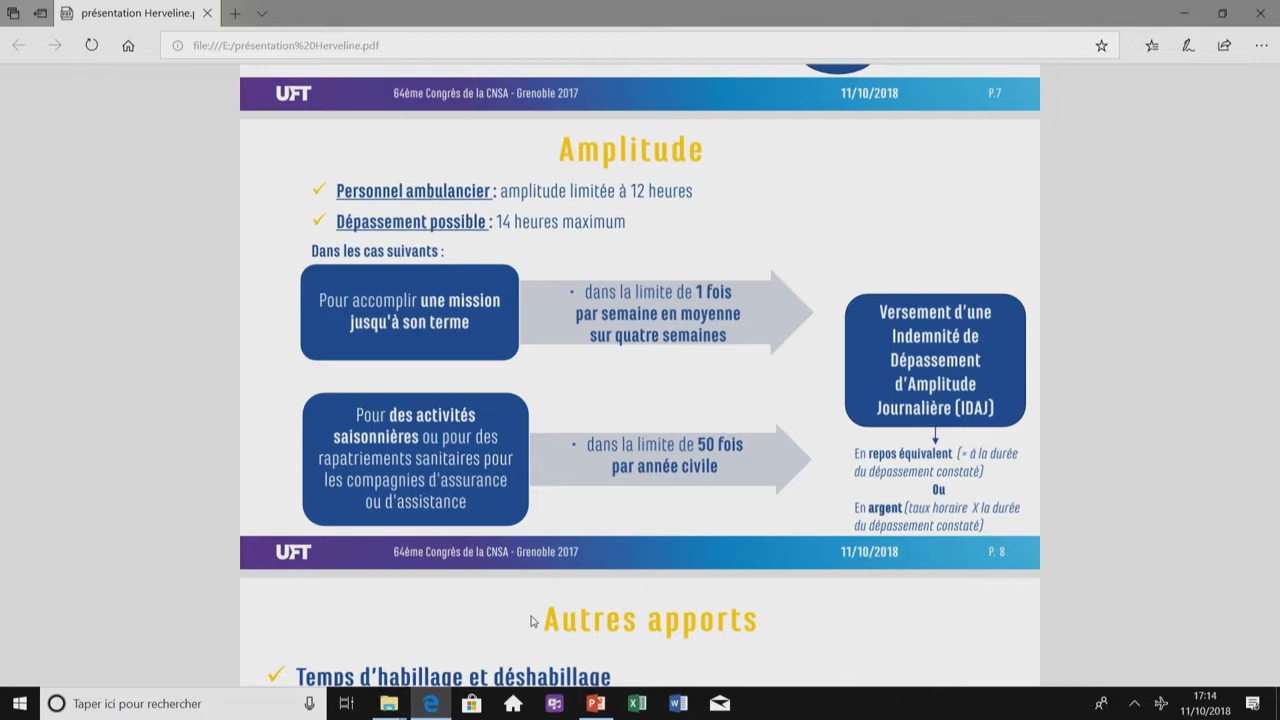 présentation Herveline.p
file:///E:/présentation%20Herveline.pdf
UFT
64ème Congrès de la CNSA - Grenoble 2017
11/10/2018
P.7
Amplitude
✓ Personnel ambulancier : amplitude limitée à 12 heures
✓ Dépassement possible : 14 heures maximum
Dans les cas suivants :
Pour accomplir une mission
jusqu'à son terme
• dans la limite de 1 fois
par semaine en moyenne
sur quatre semaines
Pour des activités
saisonnières ou pour des
rapatriements sanitaires pour
les compagnies d'assurance
ou d'assistance
• dans la limite de 50 fois
par année civile
Versement d'une
Indemnité de
Dépassement
d'Amplitude
Journalière (IDAJ)
En repos équivalent (= à la durée
du dépassement constaté)
Ou
En argent (taux horaire X la durée
du dépassement constaté)
UFT
64ème Congrès de la CNSA - Grenoble 2017
11/10/2018
P. 8
Autres apports
✓ Temps d'habillage et déshabillage
Taper ici pour rechercher
17:14
11/10/2018